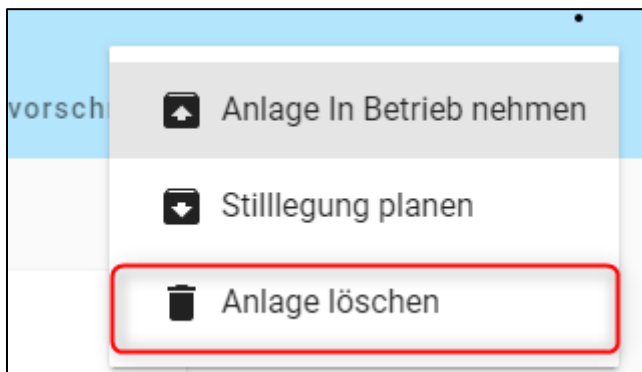 vorsch
Anlage In Betrieb nehmen
Stilllegung planen
Anlage löschen